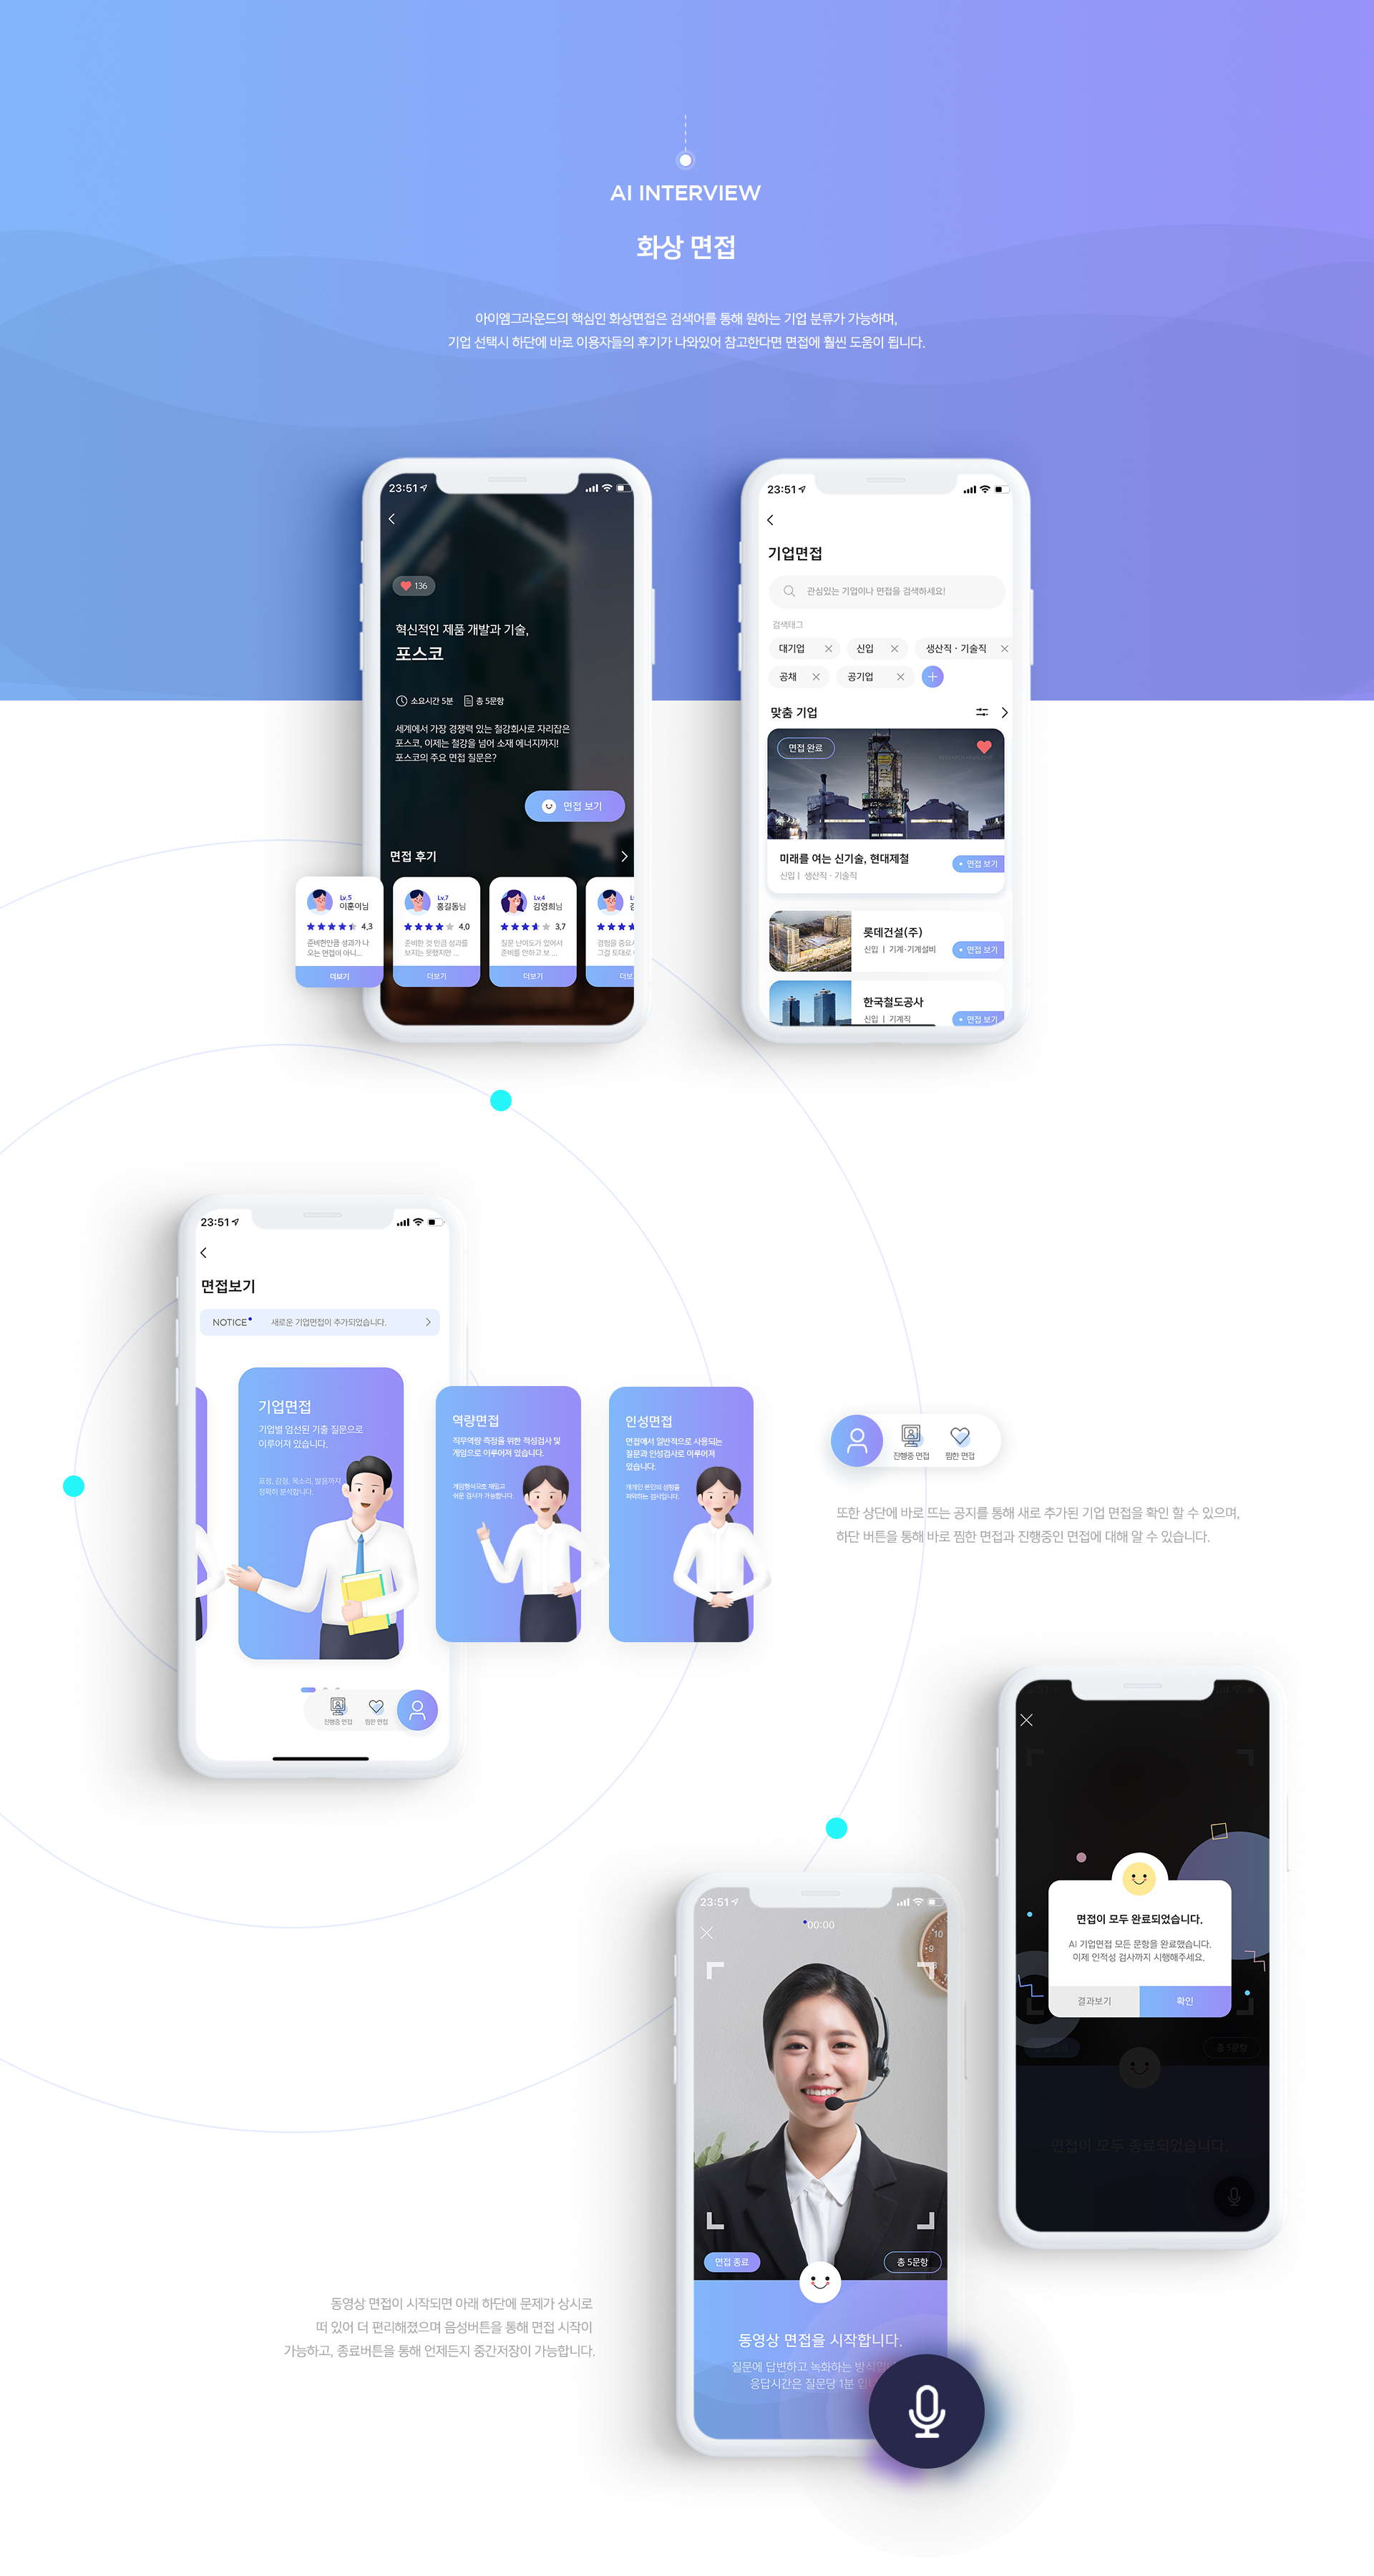 AI INTERVIEW
화상 면접
아이엠그라운드의 핵심인 화상면접은 검색어를 통해 원하는 기업 분류가 가능하며,
기업 선택시 하단에 바로 이용자들의 후기가 나와있어 참고한다면 면접에 훨씬 도움이 됩니다.
23:51
136
혁신적인 제품 개발과 기술,
포스코
소요시간 5분 총 5문항
세계에서 가장 경쟁력 있는 철강회사로 자리잡은
포스코, 이제는 철강을 넘어 소재 에너지까지!
포스코의 주요 면접 질문은?
면접 보기
면접 후기
Lv.5
이훈이님
4,3
준비한만큼 성과가 나
오는 면접이 아니...
더보기
Lv.7
홍길동님
4,0
준비한 것 만큼 성과를
보지는 못했지만 ...
더보기
Lv.4
김영희님
3,7
질문 난이도가 있어서
준비를 안하고 보 ...
더보기
경험을 중요시
그걸 토대로
더보
23:51
기업면접
관심있는 기업이나 면접을 검색하세요!
검색태그
대기업 신입 생산직 · 기술직
공채 공기업
맞춤 기업
면접 완료
미래를 여는 신기술, 현대제철
신입 | 생산직 · 기술직
면접 보기
롯데건설(주)
신입 | 기계·기계설비
면접 보기
한국철도공사
신입 | 기계직
면접 보기
23:51
면접보기
NOTICE 새로운 기업면접이 추가되었습니다.
기업면접
기업별 엄선된 기출 질문으로
이루어져 있습니다.
표정, 감정, 목소리, 발음까지
정확히 분석합니다.
역량면접
직무역량 측정을 위한 적성검사 및
게임으로 이루어져 있습니다.
게임형식으로 재밌고
쉬운 검사가 가능합니다.
인성면접
면접에서 일반적으로 사용되는
질문과 인성검사로 이루어져
있습니다.
개개인 본인의 성향을
파악하는 검사입니다.
진행중 면접 찜한 면접
진행중 면접 찜한 면접
또한 상단에 바로 뜨는 공지를 통해 새로 추가된 기업 면접을 확인 할 수 있으며,
하단 버튼을 통해 바로 찜한 면접과 진행중인 면접에 대해 알 수 있습니다.
면접이 모두 완료되었습니다.
AI 기업면접 모든 문항을 완료했습니다.
이제 인적성 검사까지 시행해주세요.
결과보기 확인
총 5문항
면접이 모두 종료되었습니다.
23:51
00:00
10
9
8
7
면접 종료 총 5문항
동영상 면접을 시작합니다.
질문에 답변하고 녹화하는 방식입
응답시간은 질문당 1분 입
동영상 면접이 시작되면 아래 하단에 문제가 상시로
떠 있어 더 편리해졌으며 음성버튼을 통해 면접 시작이
가능하고, 종료버튼을 통해 언제든지 중간저장이 가능합니다.